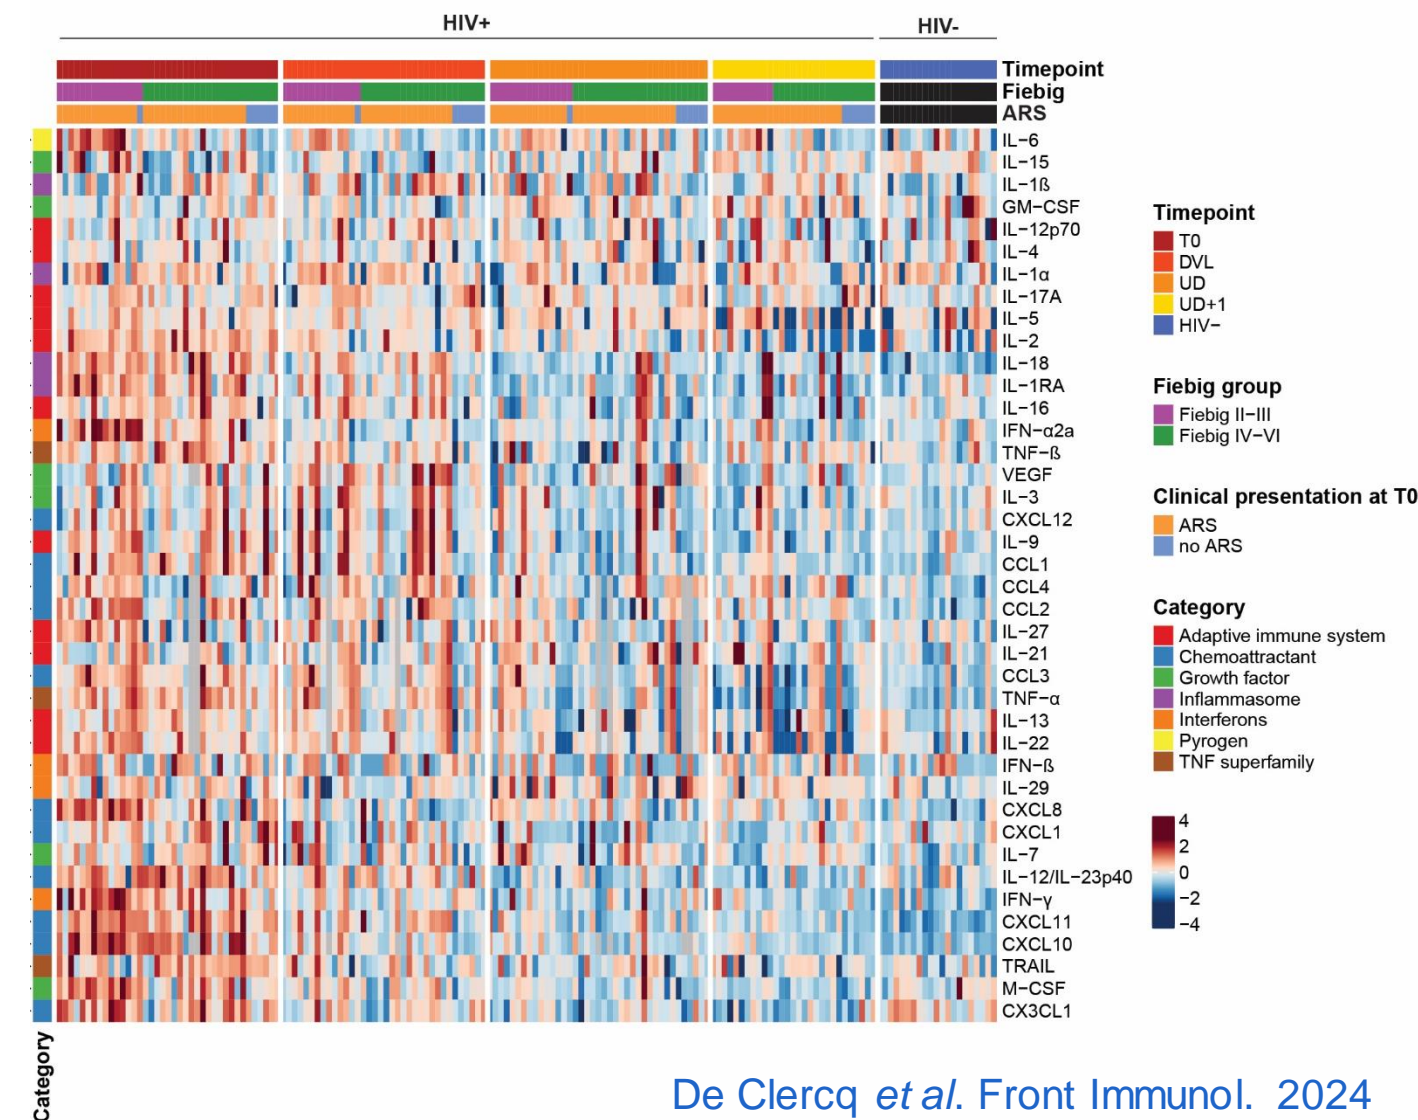 HIV+
HIV-
Timepoint
Fiebig
ARS
IL−6
IL−15
IL−1ß
GM−CSF
IL−12p70
IL−4
IL−1α
IL−17A
IL−5
IL−2
IL−18
IL−1RA
IL−16
IFN−α2a
TNF−ß
VEGF
IL−3
CXCL12
IL−9
CCL1
CCL4
CCL2
IL−27
IL−21
CCL3
TNF−α
IL−13
IL−22
IFN−ß
IL−29
CXCL8
CXCL1
IL−7
IL−12/IL−23p40
IFN−γ
CXCL11
CXCL10
TRAIL
M−CSF
CX3CL1
Category
Timepoint
T0
DVL
UD
UD+1
HIV−
Fiebig group
Fiebig II−III
Fiebig IV−VI
Clinical presentation at T0
ARS
no ARS
Category
Adaptive immune system
Chemoattractant
Growth factor
Inflammasome
Interferons
Pyrogen
TNF superfamily
4
2
0
−2
−4
De Clercq et al. Front Immunol. 2024